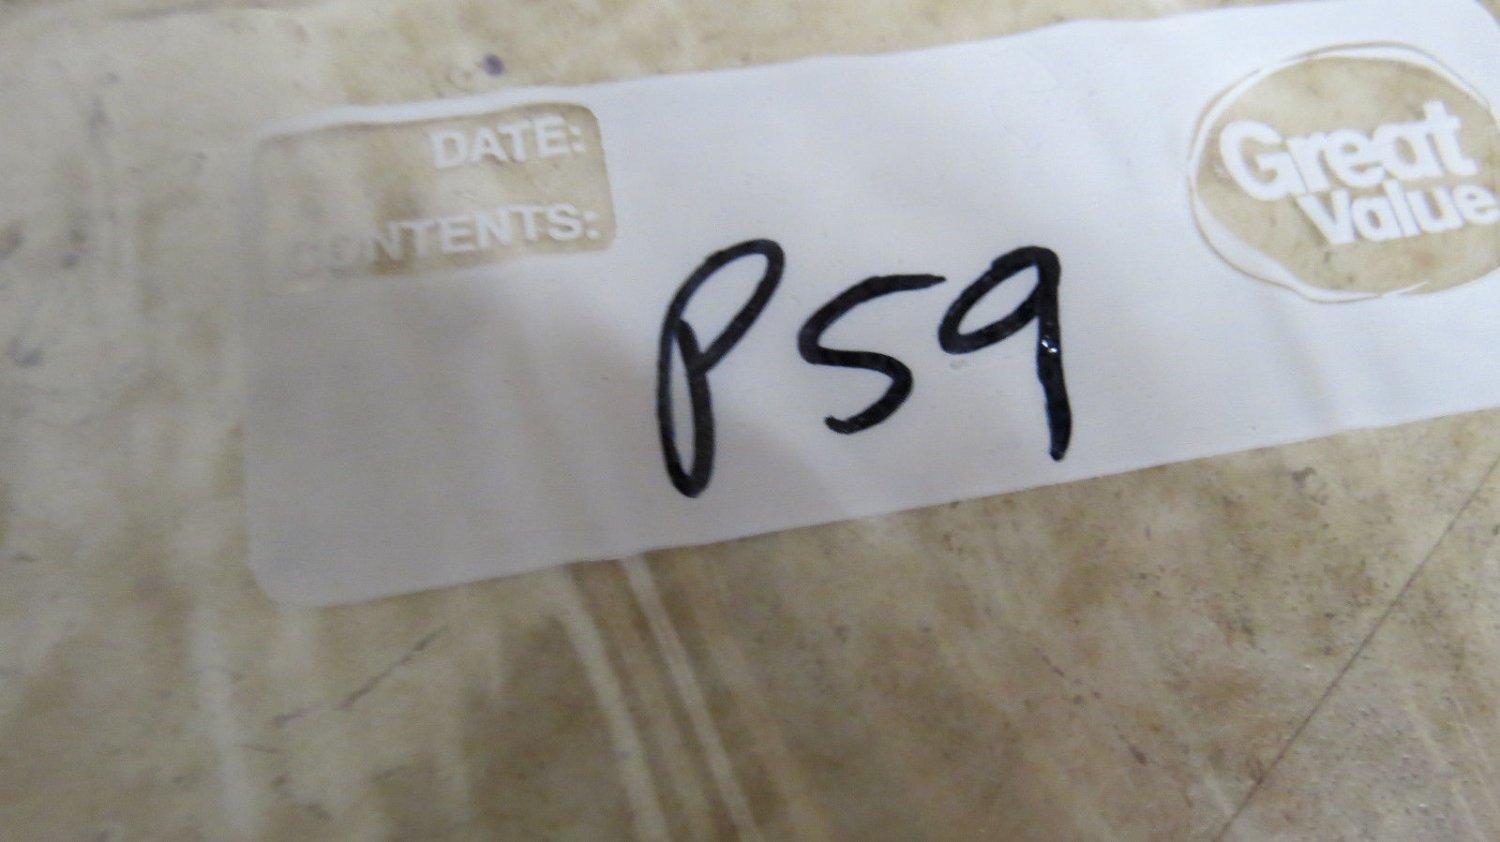 DATE:
CONTENTS:
P59
Great
Value